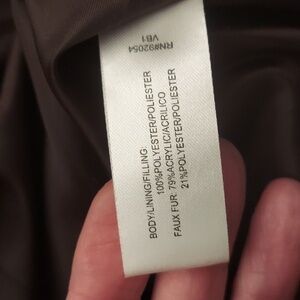 RN#92054
VB1
BODY/LINING/FILLING:
100%POLYESTER/POLIESTER
FAUX FUR: 79%ACRYLIC/ACRILICO
21%POLYESTER/POLIESTER